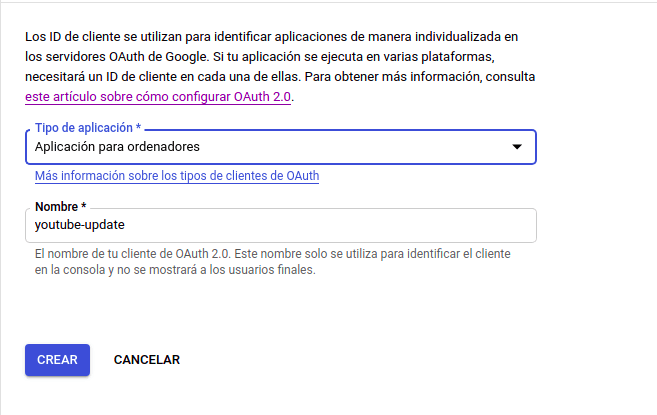 Los ID de cliente se utilizan para identificar aplicaciones de manera individualizada en
los servidores OAuth de Google. Si tu aplicación se ejecuta en varias plataformas,
necesitará un ID de cliente en cada una de ellas. Para obtener más información, consulta
este artículo sobre cómo configurar OAuth 2.0.
Tipo de aplicación *
Aplicación para ordenadores
Más información sobre los tipos de clientes de OAuth
Nombre *
youtube-update
El nombre de tu cliente de OAuth 2.0. Este nombre solo se utiliza para identificar el cliente
en la consola y no se mostrará a los usuarios finales.
CREAR
CANCELAR